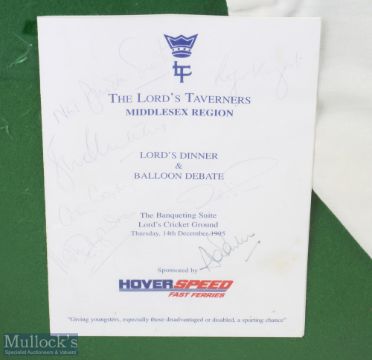 LT
THE LORD'S TAVERNERS
MIDDLESEX REGION
LORD'S DINNER
&
BALLOON DEBATE
The Banqueting Suite
Lord's Cricket Ground
Thursday, 14th December 1995
Sponsored by
HOVERSPEED
FAST FERRIES
"Giving youngsters, especially those disadvantaged or disabled, a sporting chance"
Mullock's
Specialist Auctioneers & Valuers